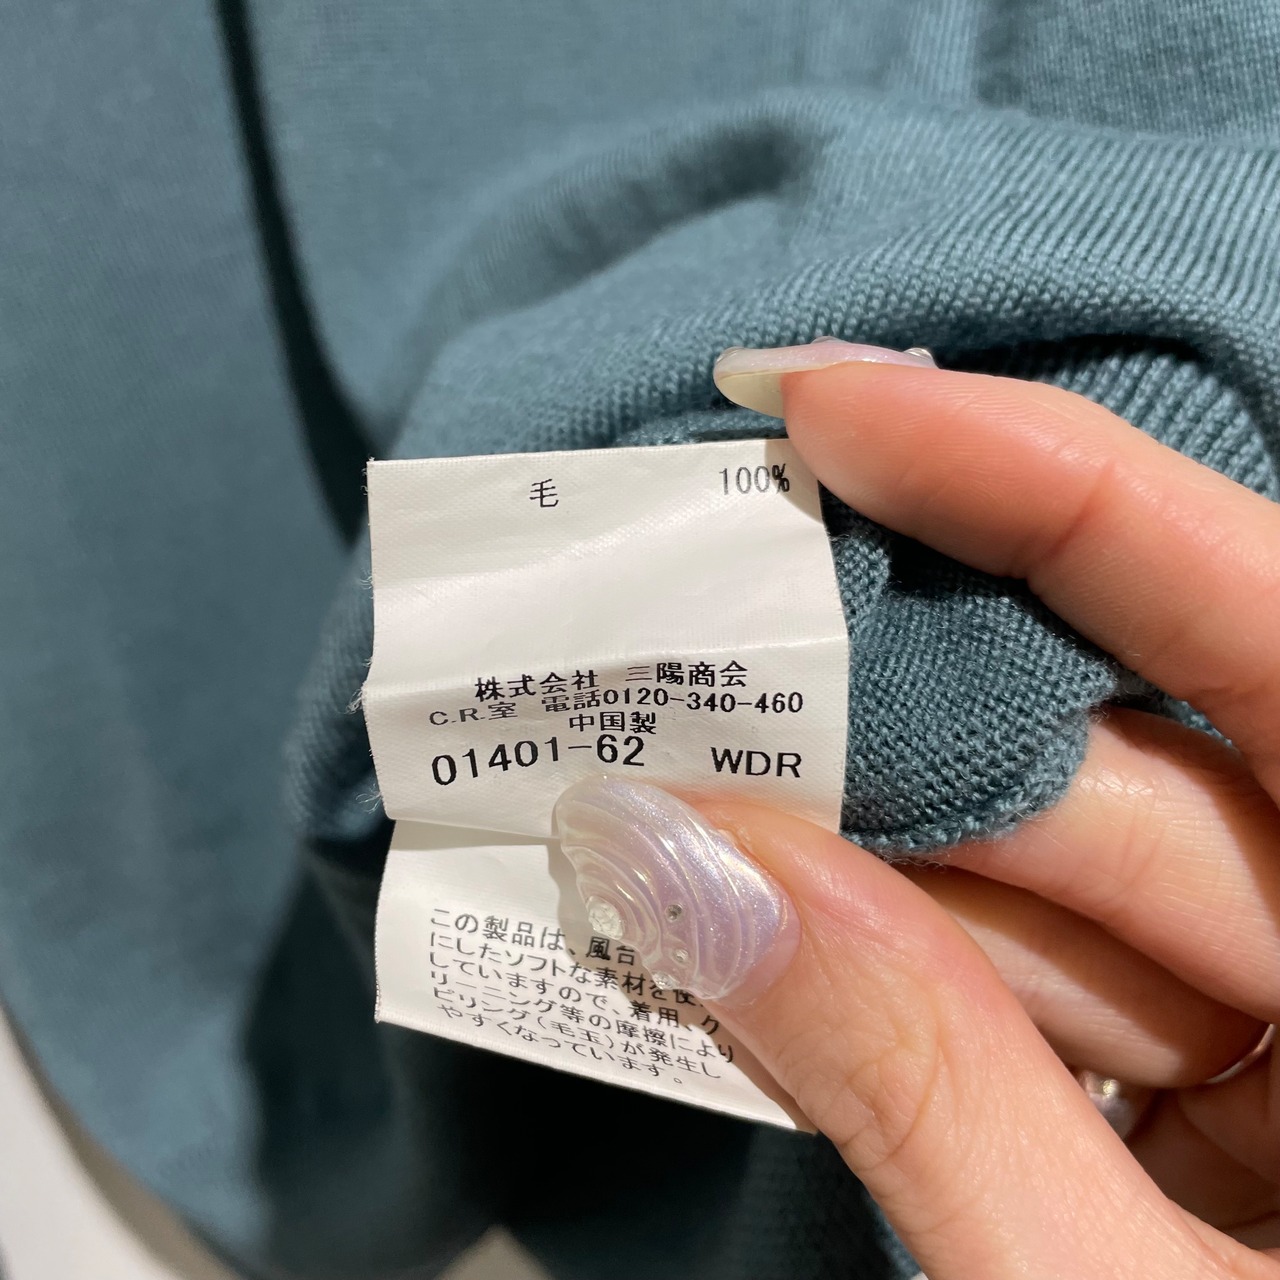 毛 100%
株式会社 三陽商会
C.R.室 電話0120-340-460
中国製
01401-62 WDR
この製品は、風合
にしたソフトな素材を使
していますので、着用、ク
リーニング等の摩擦により
ピリング(毛玉)が発生し
やすくなっています。